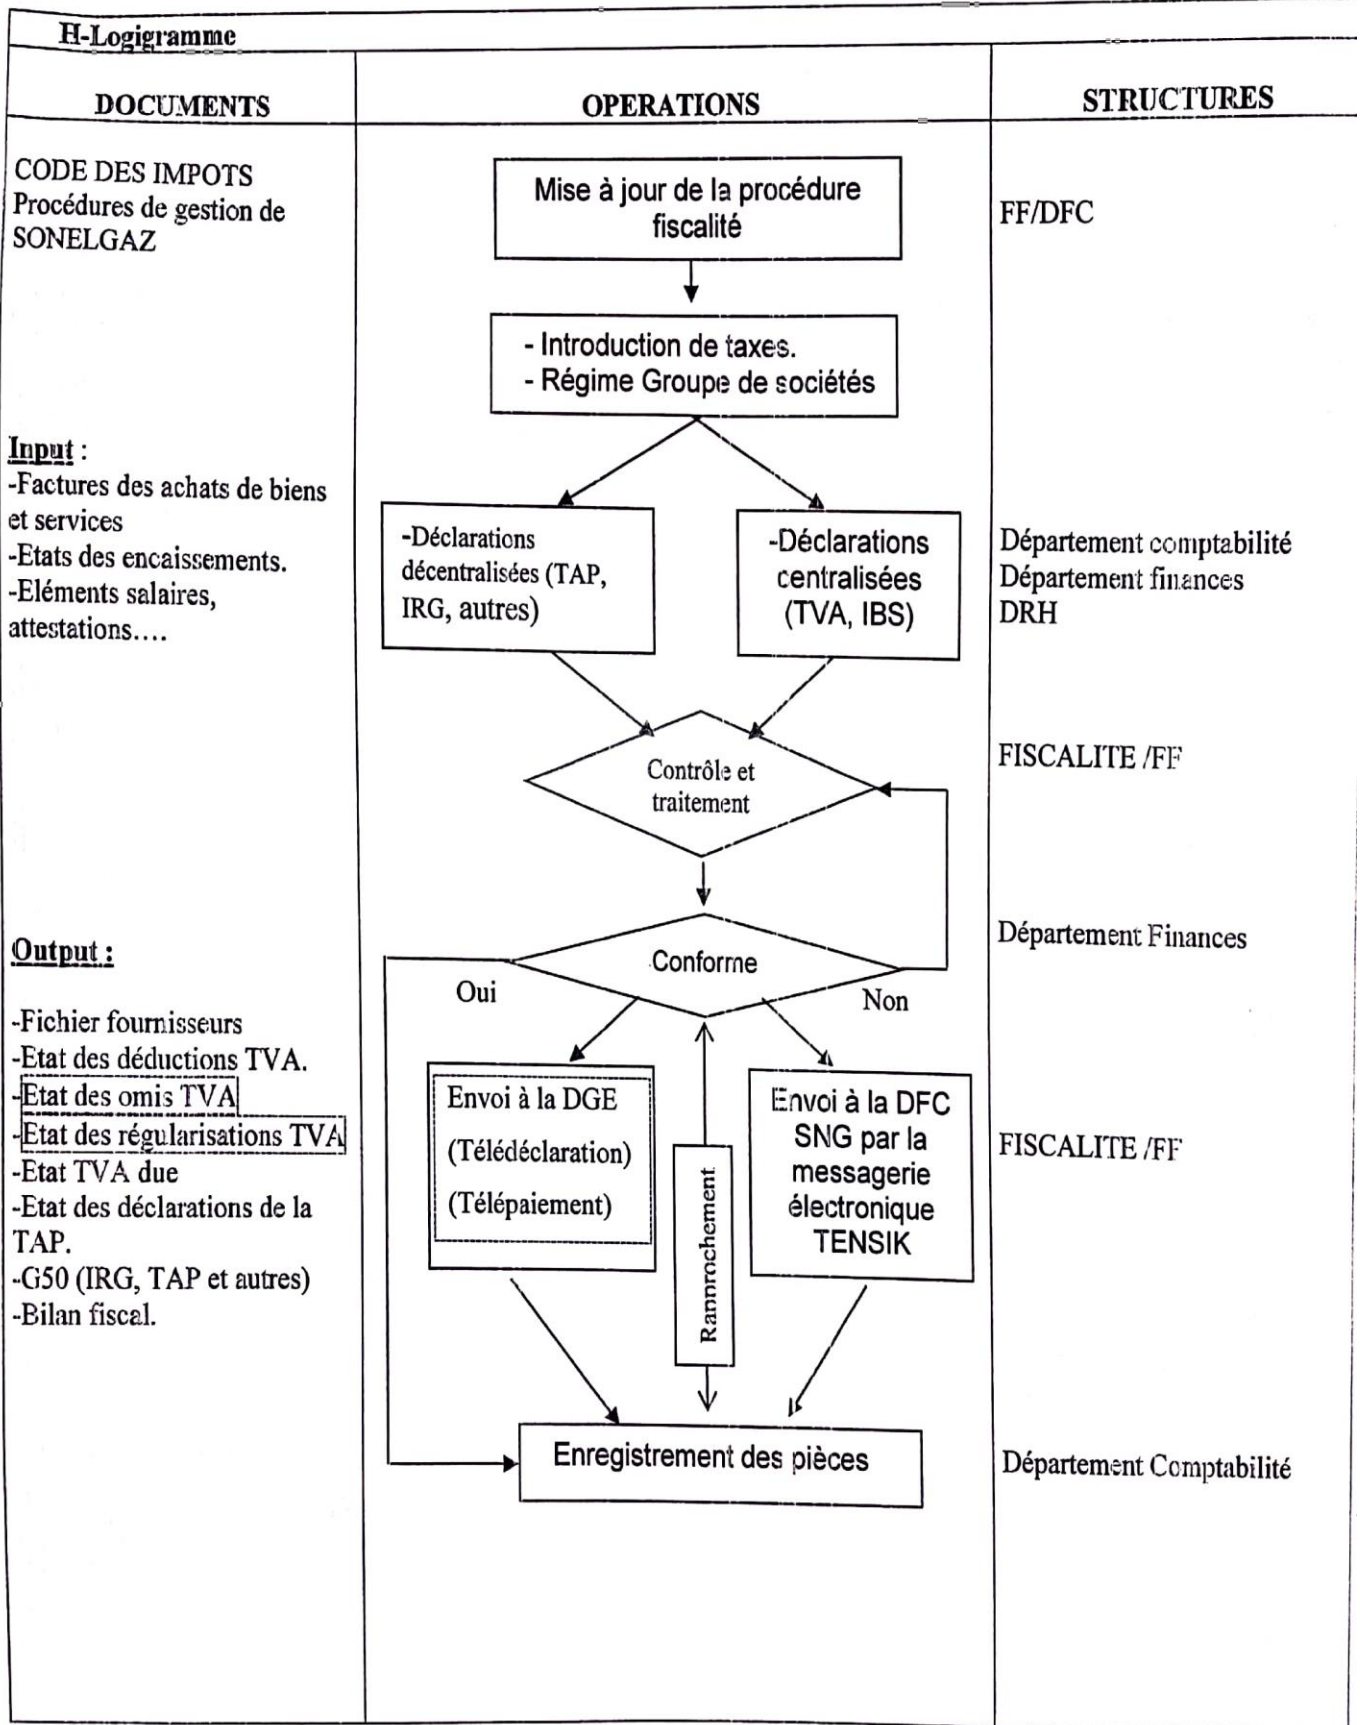 H-Logigramme
DOCUMENTS
OPERATIONS
STRUCTURES
CODE DES IMPOTS
Procédures de gestion de
SONELGAZ
Mise à jour de la procédure
fiscalité
FF/DFC
- Introduction de taxes.
- Régime Groupe de sociétés
Input :
-Factures des achats de biens
et services
-Etats des encaissements.
-Eléments salaires,
attestations....
-Déclarations
décentralisées (TAP,
IRG, autres)
-Déclarations
centralisées
(TVA, IBS)
Département comptabilité
Département finances
DRH
Contrôle et
traitement
FISCALITE /FF
Conforme
Oui
Non
Département Finances
Output :
-Fichier fournisseurs
-Etat des déductions TVA.
-Etat des omis TVA
-Etat des régularisations TVA
-Etat TVA due
-Etat des déclarations de la
TAP.
-G50 (IRG, TAP et autres)
-Bilan fiscal.
Envoi à la DGE
(Télédéclaration)
(Télépaiement)
Rannrochement
Envoi à la DFC
SNG par la
messagerie
électronique
TENSIK
FISCALITE /FF
Enregistrement des pièces
Département Comptabilité